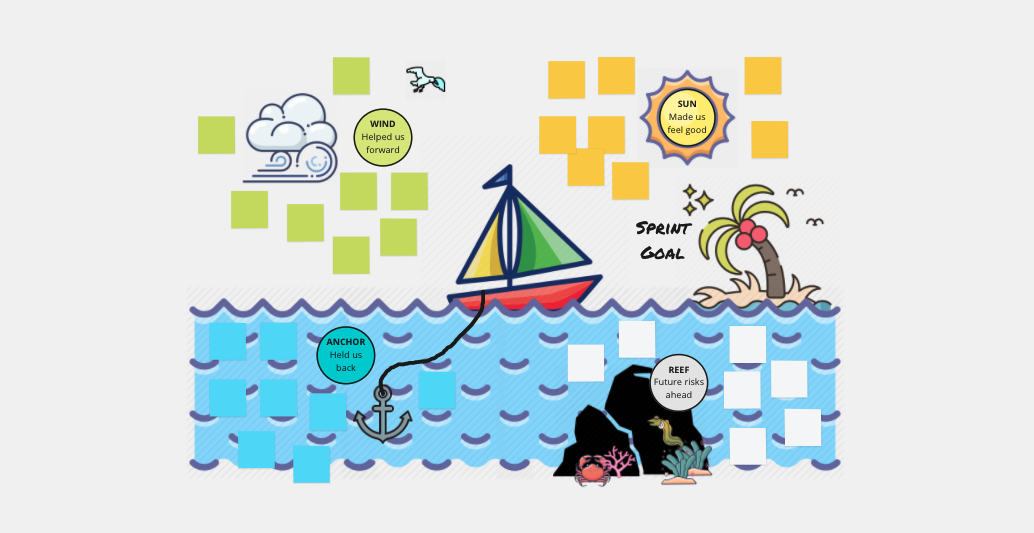 WIND
Helped us
forward
SUN
Made us
feel good
Sprint
Goal
ANCHOR
Held us
back
REEF
Future risks
ahead